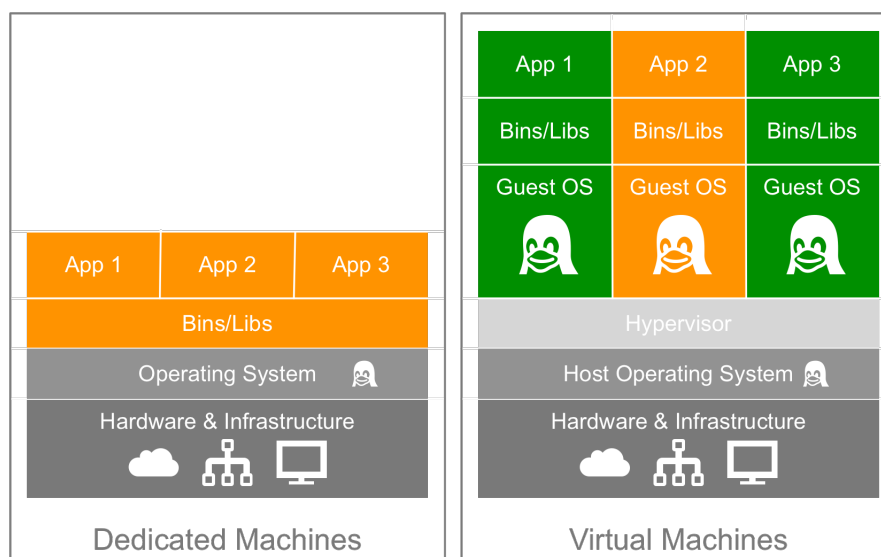 App 1 App 2 App 3
Bins/Libs
Operating System
Hardware & Infrastructure
Dedicated Machines
App 1 App 2 App 3
Bins/Libs Bins/Libs Bins/Libs
Guest OS Guest OS Guest OS
Hypervisor
Host Operating System
Hardware & Infrastructure
Virtual Machines